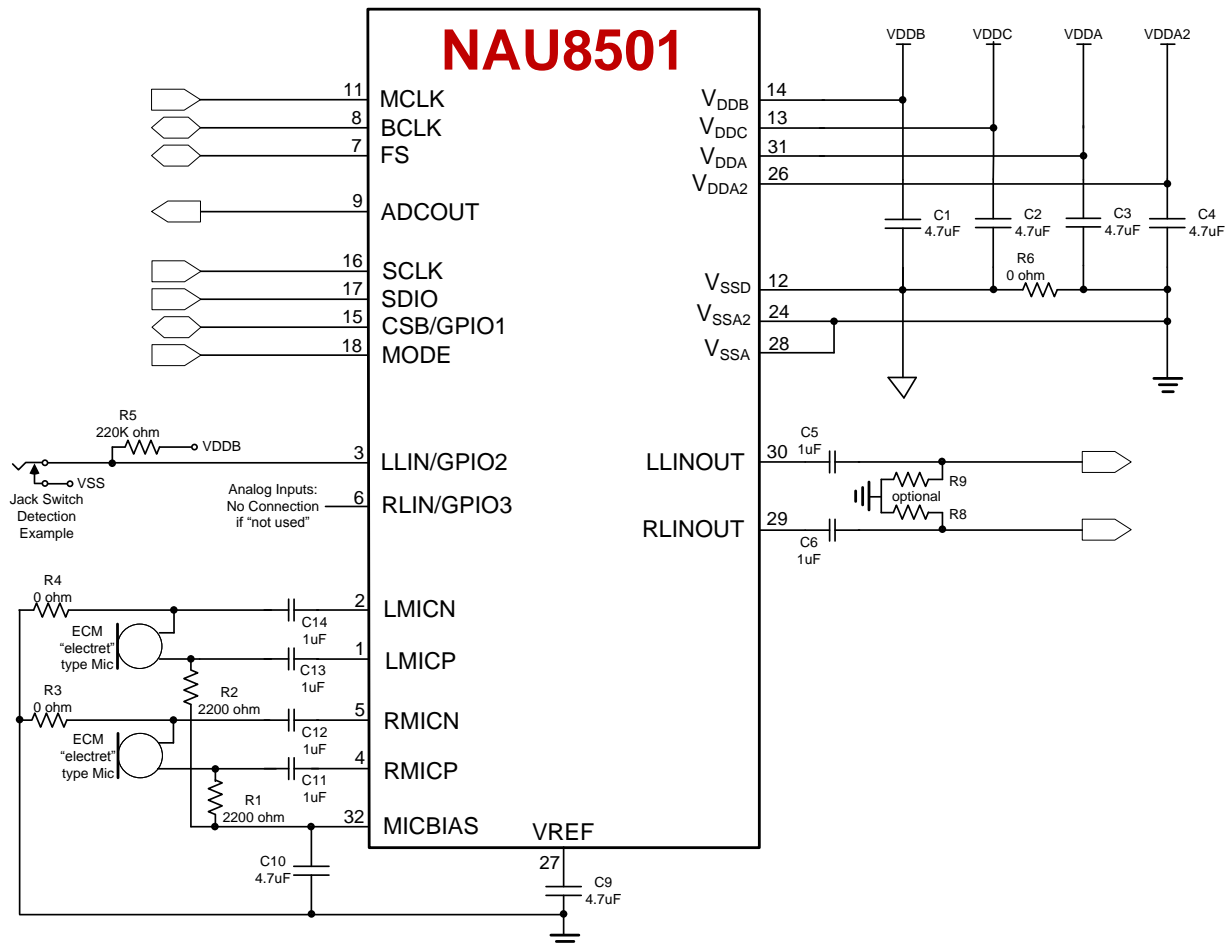 NAU8501
VDDB
VDDC
VDDA
VDDA2
11
MCLK
8
BCLK
7
FS
9
ADCOUT
16
SCLK
17
SDIO
15
CSB/GPIO1
18
MODE
14
VDDB
13
VDDC
31
VDDA
26
VDDA2
C1
4.7uF
C2
4.7uF
C3
4.7uF
C4
4.7uF
R6
0 ohm
VSSD
12
VSSA2
24
VSSA
28
R5
220K ohm
VDDB
VSS
Jack Switch
Detection
Example
3
LLIN/GPIO2
Analog Inputs:
No Connection
if “not used”
6
RLIN/GPIO3
LLINOUT
30
C5
1uF
R9
optional
R8
RLINOUT
29
C6
1uF
R4
0 ohm
ECM
“electret”
type Mic
C14
1uF
2
LMICN
C13
1uF
1
LMICP
R3
0 ohm
R2
2200 ohm
ECM
“electret”
type Mic
C12
1uF
5
RMICN
C11
1uF
4
RMICP
R1
2200 ohm
32
MICBIAS
VREF
27
C10
4.7uF
C9
4.7uF